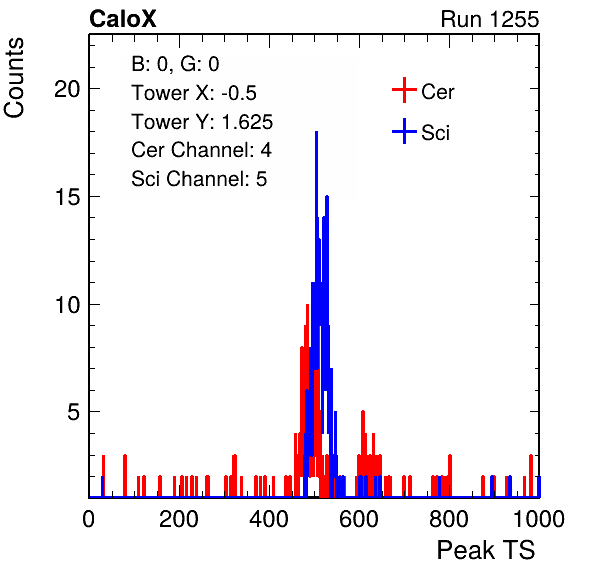 CaloX Run 1255
Counts
B: 0, G: 0
Tower X: -0.5
Tower Y: 1.625
Cer Channel: 4
Sci Channel: 5
Cer
Sci
20
15
10
5
0 200 400 600 800 1000
Peak TS